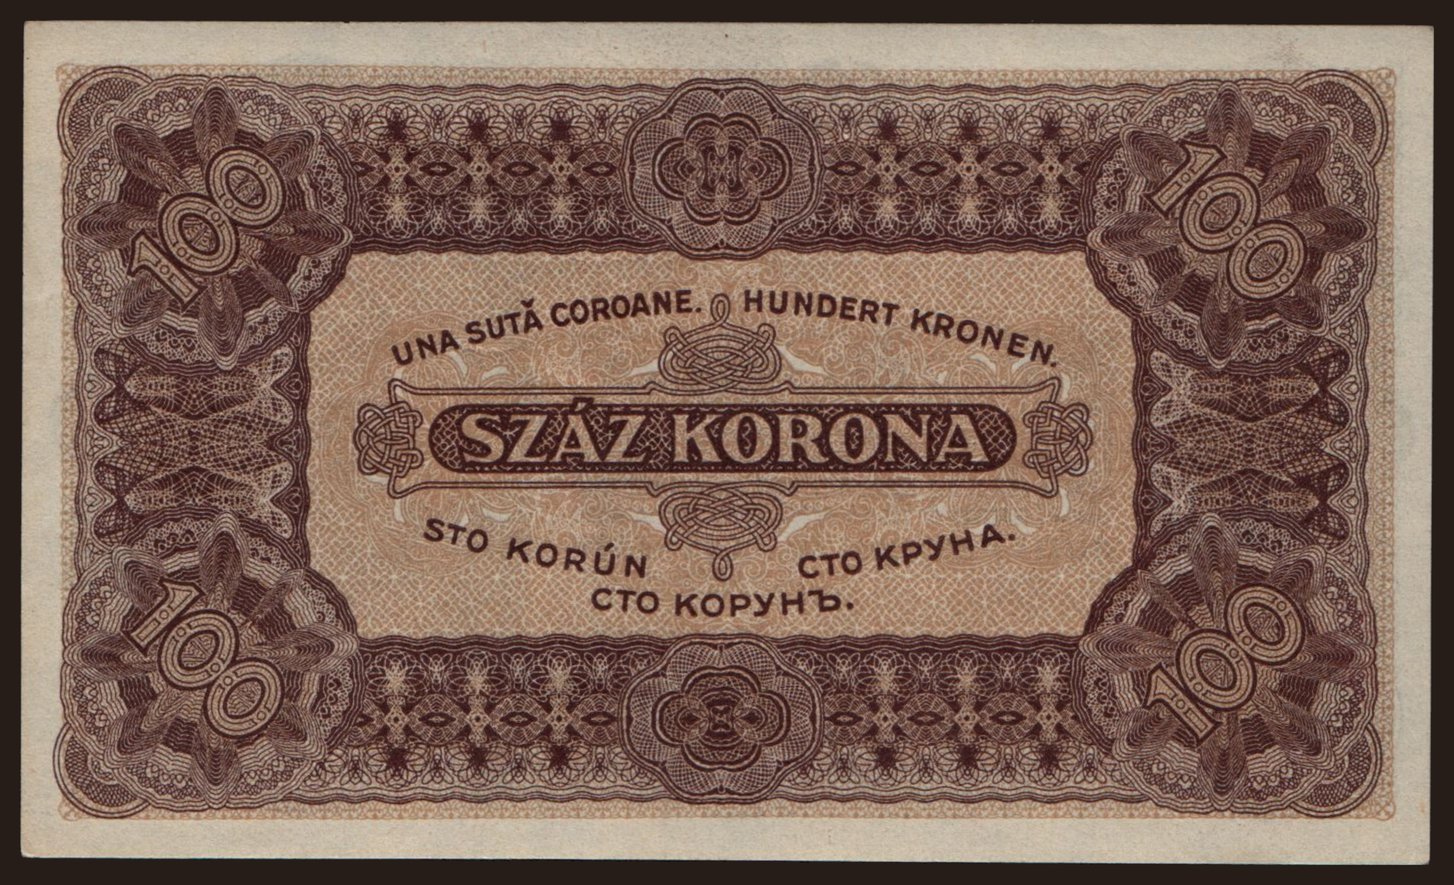 100 100
UNA SUTĂ COROANE. HUNDERT KRONEN.
SZÁZ KORONA
STO KORÚN СТО КРУНА.
СТО КОРУНЪ.
100 100